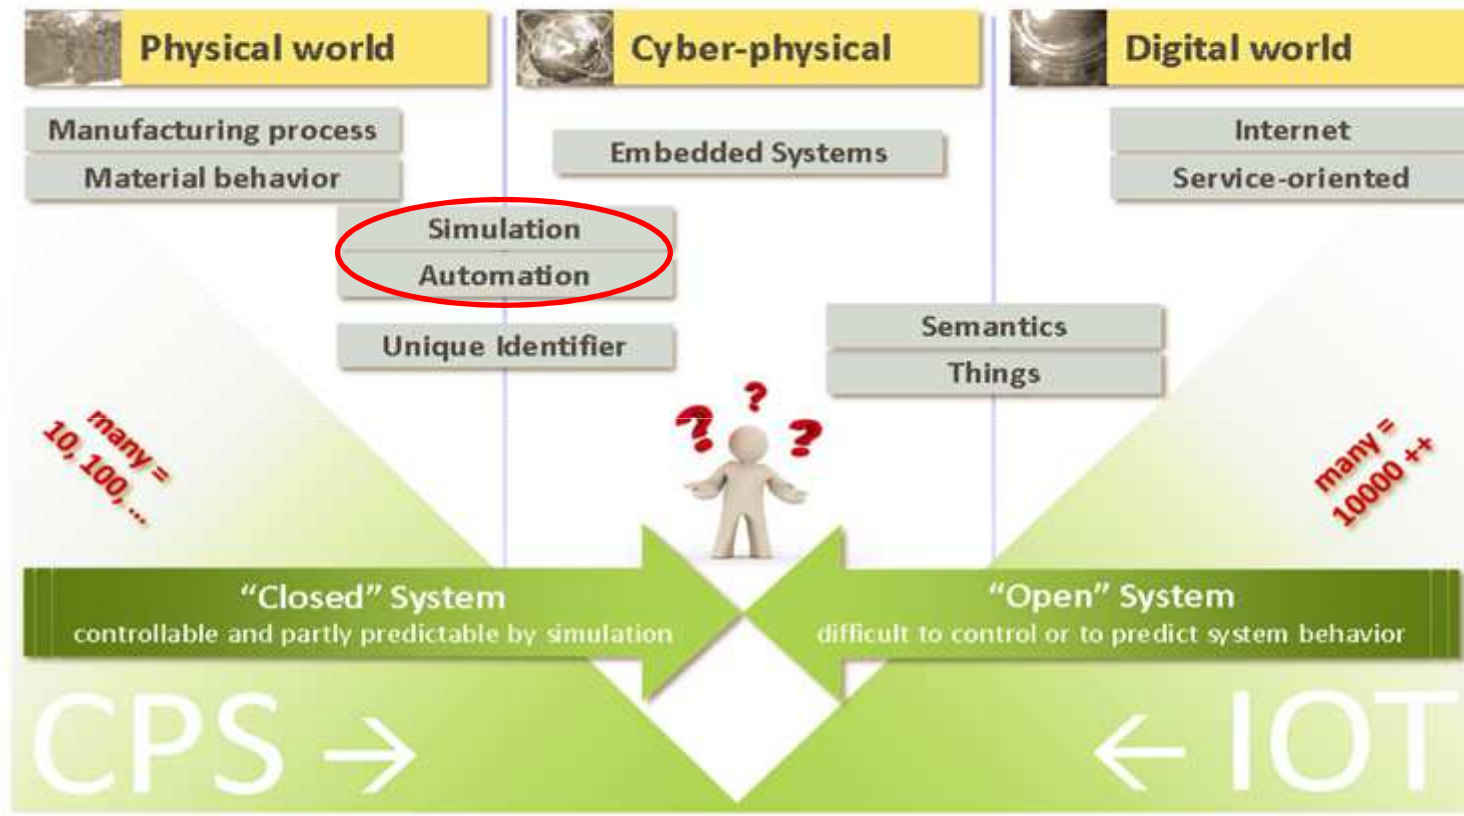 Physical world
Cyber-physical
Digital world
Manufacturing process
Material behavior
Embedded Systems
Internet
Service-oriented
Simulation
Automation
Unique Identifier
Semantics
Things
? ? ?
many =
10, 100, ...
many =
10000 ++
“Closed” System
controllable and partly predictable by simulation
“Open” System
difficult to control or to predict system behavior
CPS →
← IOT